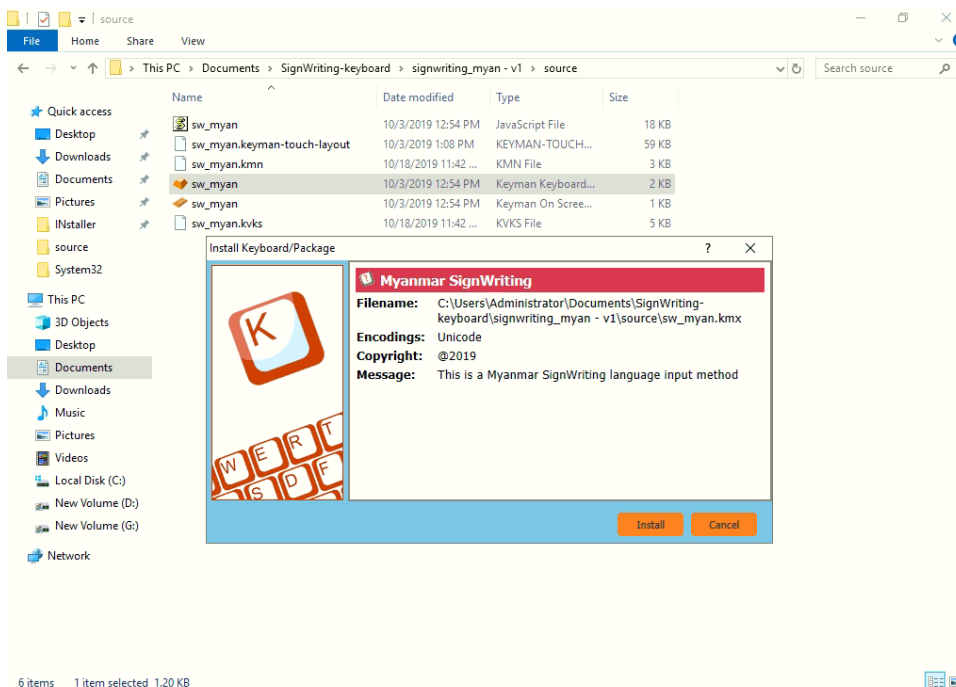 source
File
Home
Share
View
This PC
Documents
SignWriting-keyboard
signwriting_myan - v1
source
Search source
Name
Date modified
Type
Size
sw_myan 10/3/2019 12:54 PM JavaScript File 18 KB
sw_myan.keyman-touch-layout 10/3/2019 1:08 PM KEYMAN-TOUCH... 59 KB
sw_myan.kmn 10/18/2019 11:42 ... KMN File 3 KB
sw_myan 10/3/2019 12:54 PM Keyman Keyboard... 2 KB
sw_myan 10/3/2019 12:54 PM Keyman On Scree... 1 KB
sw_myan.kvks 10/18/2019 11:42 ... KVKS File 5 KB
Quick access
Desktop
Downloads
Documents
Pictures
INstaller
source
System32
This PC
3D Objects
Desktop
Documents
Downloads
Music
Pictures
Videos
Local Disk (C:)
New Volume (D:)
New Volume (G:)
Network
Install Keyboard/Package
?
K
W E R T
S D F
Myanmar SignWriting
Filename: C:\Users\Administrator\Documents\SignWriting-
keyboard\signwriting_myan - v1\source\sw_myan.kmx
Encodings: Unicode
Copyright: @2019
Message: This is a Myanmar SignWriting language input method
Install
Cancel
6 items
1 item selected 1.20 KB